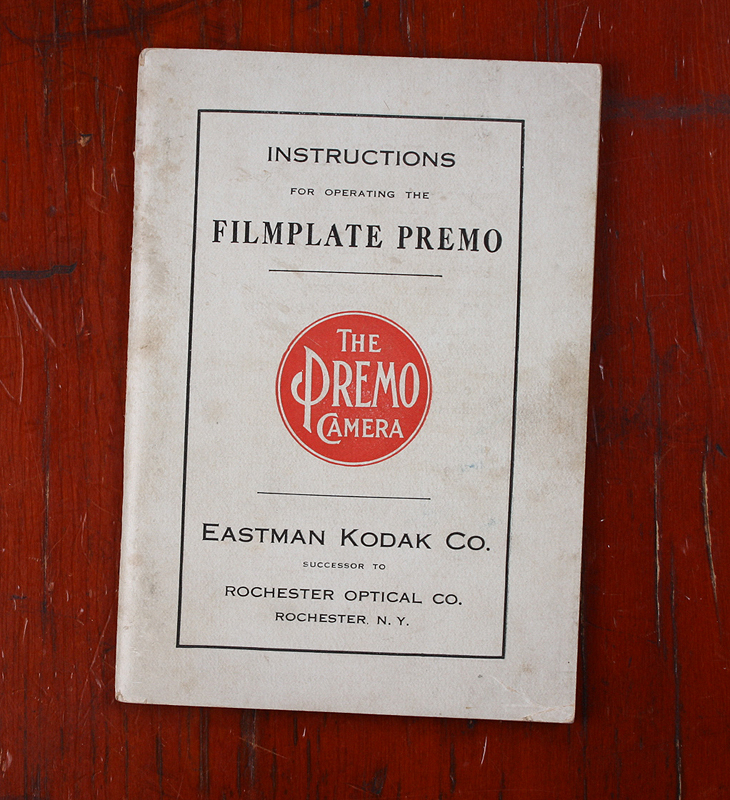 INSTRUCTIONS
FOR OPERATING THE
FILMPLATE PREMO
THE
PREMO
CAMERA
EASTMAN KODAK CO.
SUCCESSOR TO
ROCHESTER OPTICAL CO.
ROCHESTER, N. Y.